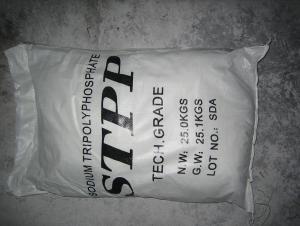 SODIUM TRIPOLYPHOSPHATE
STPP
TECH.GRADE
N.W: 25.0KGS
G.W: 25.1KGS
LOT NO.: SDA